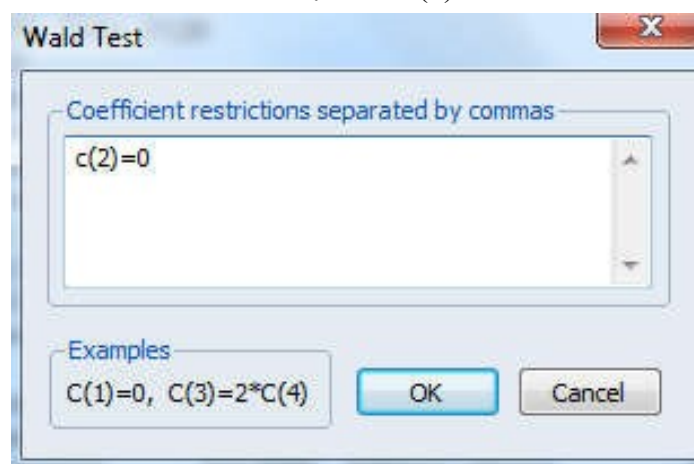 Wald Test
X
Coefficient restrictions separated by commas
c(2)=0
Examples
C(1)=0, C(3)=2*C(4)
OK
Cancel